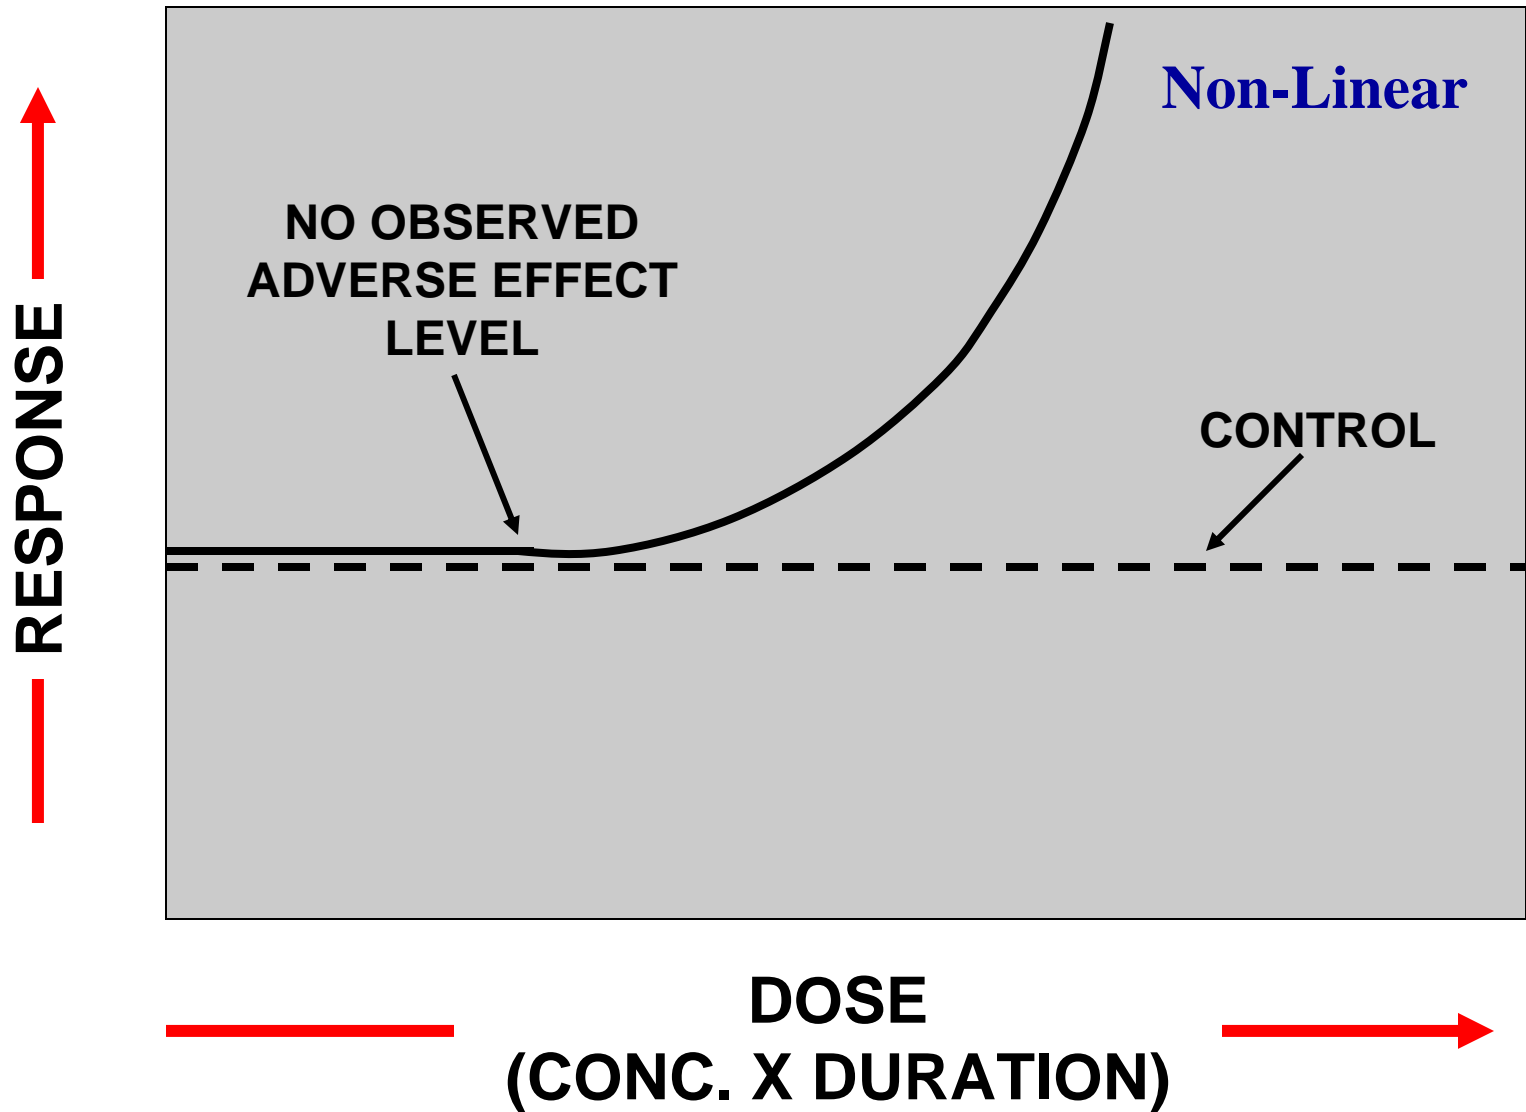 Non-Linear
NO OBSERVED
ADVERSE EFFECT
LEVEL
CONTROL
RESPONSE
DOSE
(CONC. X DURATION)